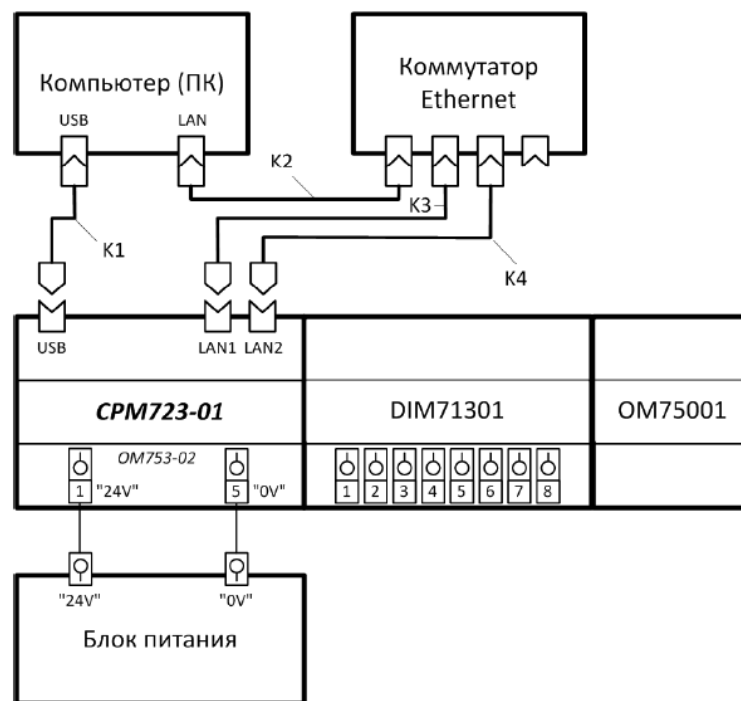 Компьютер (ПК)
USB LAN
Коммутатор
Ethernet
K2
K3
K1
K4
USB LAN1 LAN2
CPM723-01 DIM71301 OM75001
OM753-02
1 "24V" 5 "0V" 1 2 3 4 5 6 7 8
"24V" "0V"
Блок питания